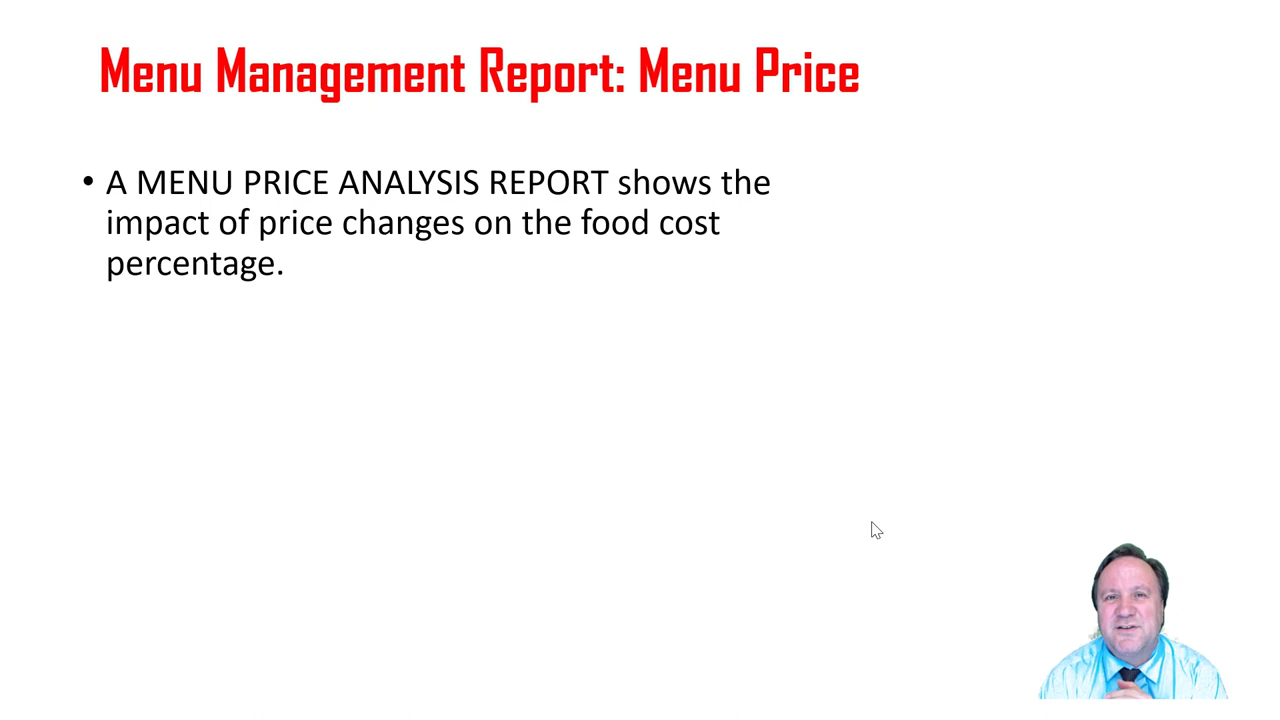 Menu Management Report: Menu Price
• A MENU PRICE ANALYSIS REPORT shows the
impact of price changes on the food cost
percentage.